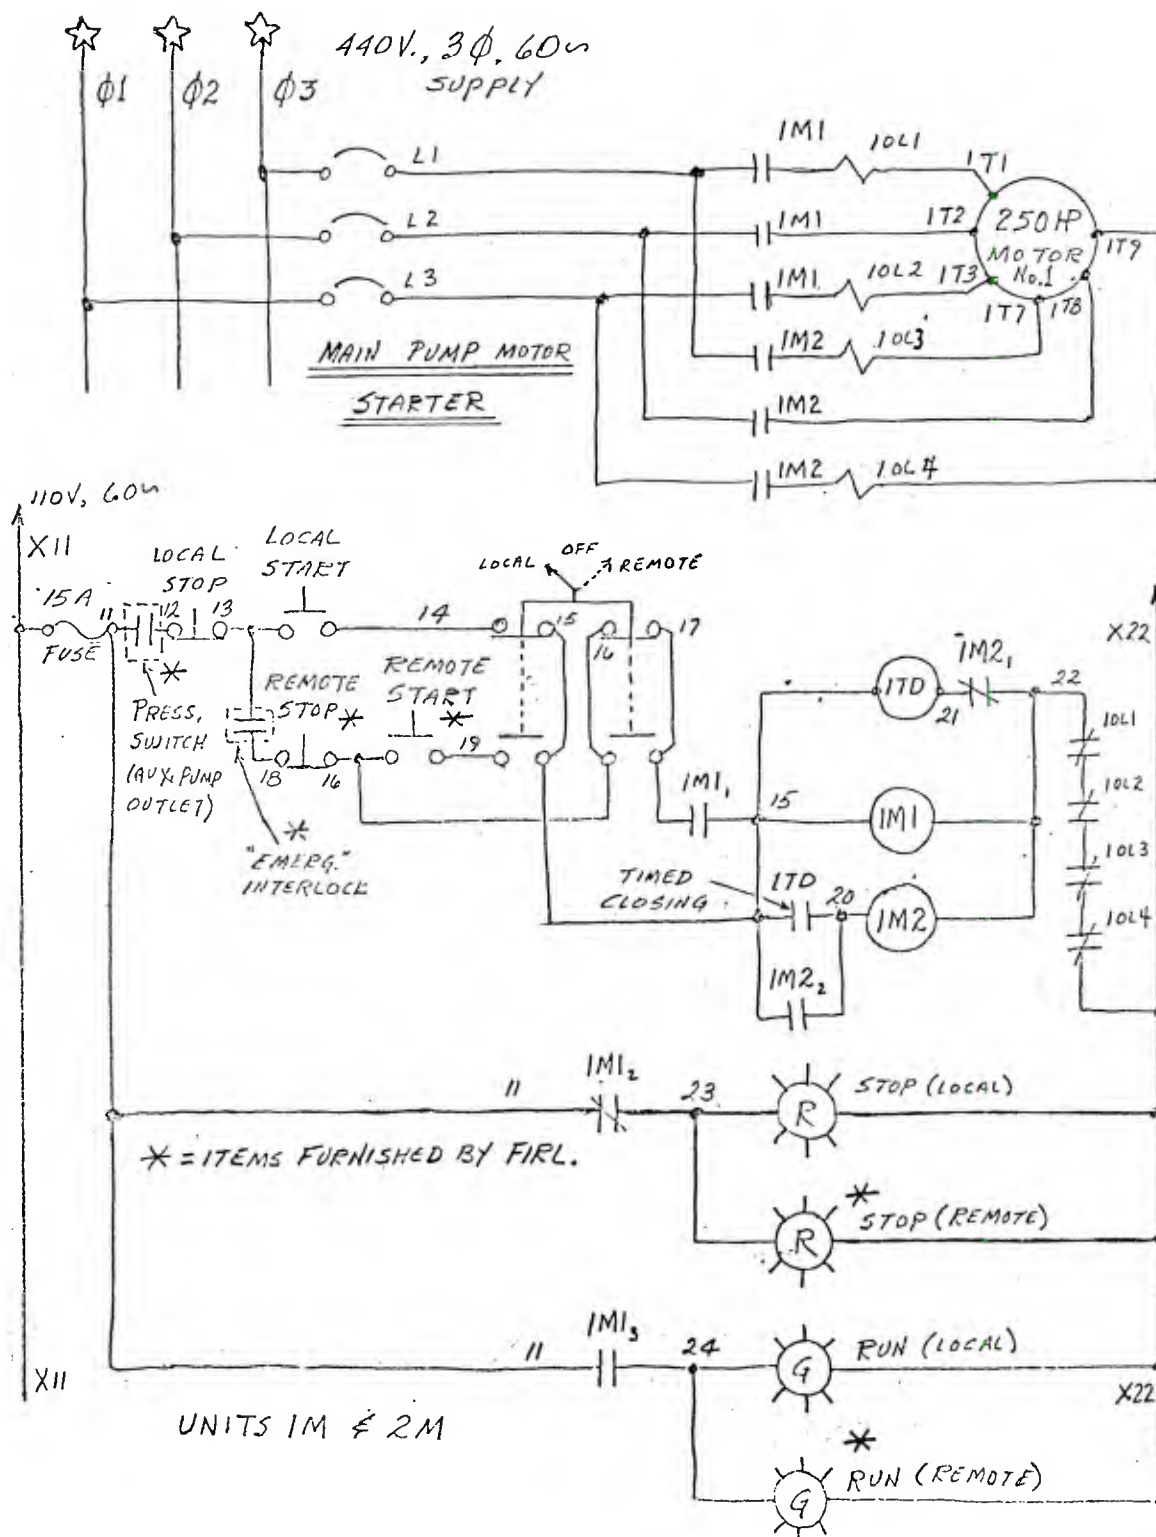 440V., 3ϕ, 60~
SUPPLY
ϕ1
ϕ2
ϕ3
L1
L2
L3
1M1
1OL1
1T1
1M1
1T2
1M1
1OL2
1T3
250 HP
MOTOR
No.1
1T9
1T7
1T8
1M2
1OL3
1M2
1M2
1OL4
MAIN PUMP MOTOR
STARTER
110V, 60~
X11
15A
FUSE
11
12
LOCAL
STOP
13
LOCAL
START
14
LOCAL
OFF
REMOTE
15
16
17
*
PRESS,
SWITCH
(AUX. PUMP
OUTLET)
REMOTE
STOP *
REMOTE
START
*
18
16
19
*
"EMERG."
INTERLOCK
1M1₁
15
1TD
21
1M2₁
22
X22
1OL1
1OL2
1OL3
1OL4
1M1
TIMED
CLOSING
1TD
20
1M2
1M2₂
11
1M1₂
23
R
STOP (LOCAL)
* = ITEMS FURNISHED BY FIRL.
R
*
STOP (REMOTE)
11
1M1₃
24
G
RUN (LOCAL)
X11
X22
UNITS 1M & 2M
G
*
RUN (REMOTE)